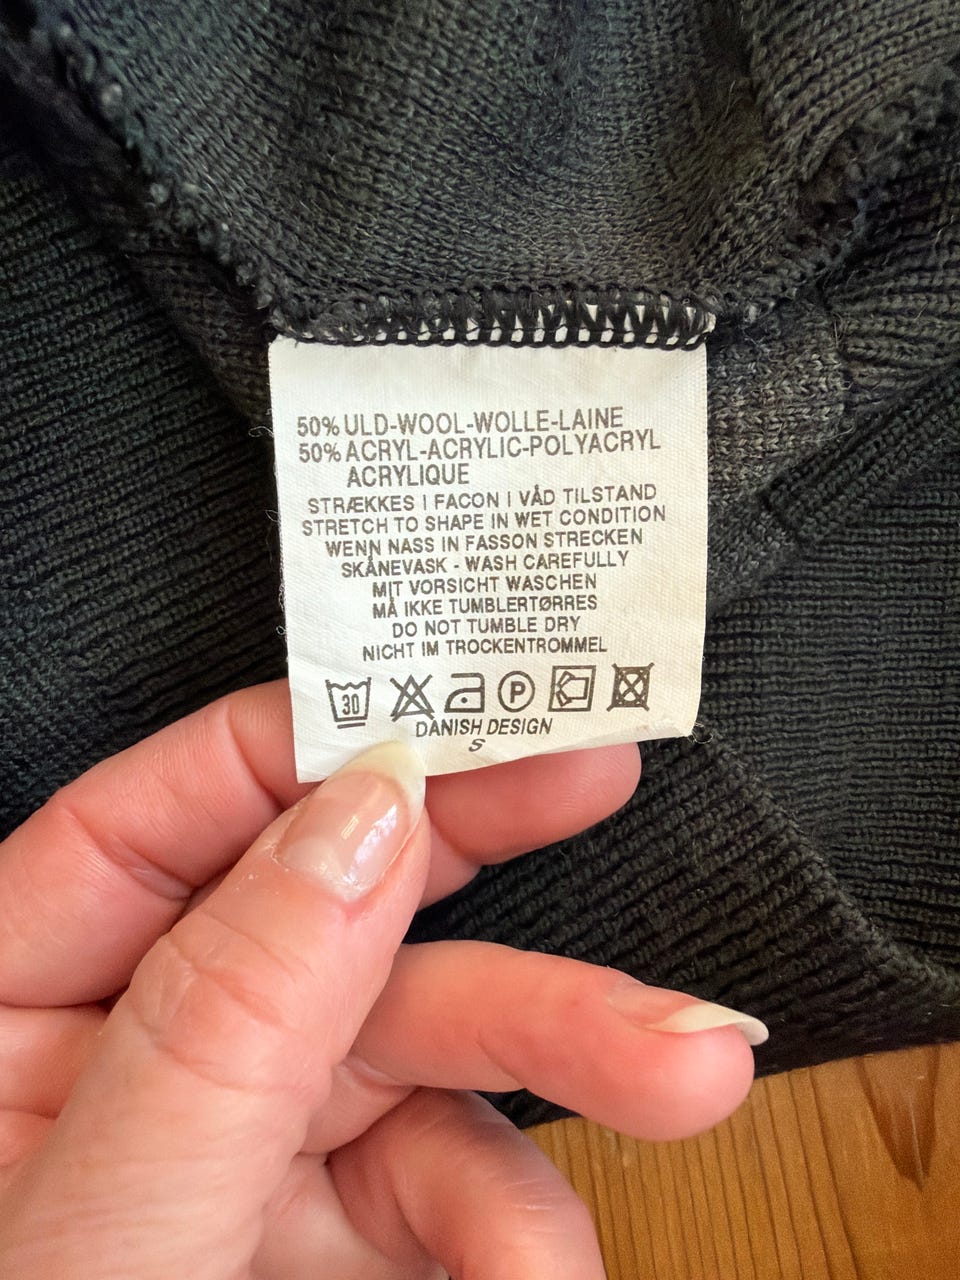 50% ULD-WOOL-WOLLE-LAINE
50% ACRYL-ACRYLIC-POLYACRYL
ACRYLIQUE
STRÆKKES I FACON I VÅD TILSTAND
STRETCH TO SHAPE IN WET CONDITION
WENN NASS IN FASSON STRECKEN
SKÅNEVASK - WASH CAREFULLY
MIT VORSICHT WASCHEN
MÅ IKKE TUMBLERTØRRES
DO NOT TUMBLE DRY
NICHT IM TROCKENTROMMEL
30 P
DANISH DESIGN
S